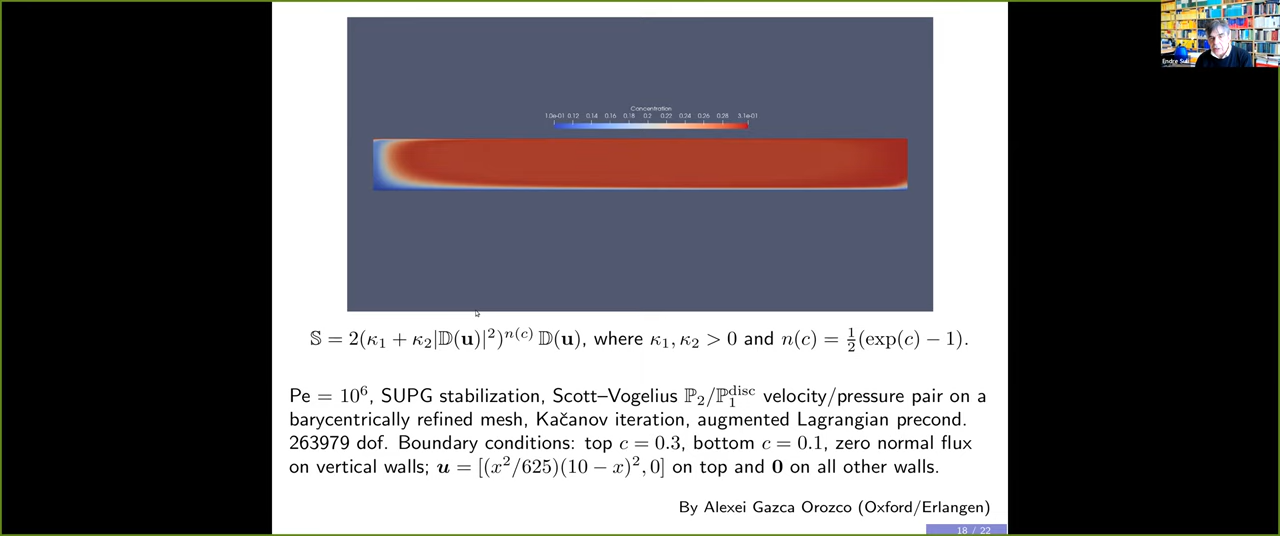 Endre Süli
Concentration
1.0e-01 0.12 0.14 0.16 0.18 0.2 0.22 0.24 0.26 0.28 3.1e-01
𝕊 = 2(κ₁ + κ₂|𝔻(𝐮)|²)ⁿ⁽ᶜ⁾ 𝔻(𝐮), where κ₁, κ₂ > 0 and n(c) = ½(exp(c) − 1).
Pe = 10⁶, SUPG stabilization, Scott–Vogelius ℙ₂/ℙ₁^disc velocity/pressure pair on a
barycentrically refined mesh, Kačanov iteration, augmented Lagrangian precond.
263979 dof. Boundary conditions: top c = 0.3, bottom c = 0.1, zero normal flux
on vertical walls; 𝒖 = [(x²/625)(10 − x)², 0] on top and 𝟎 on all other walls.
By Alexei Gazca Orozco (Oxford/Erlangen)
18 / 22